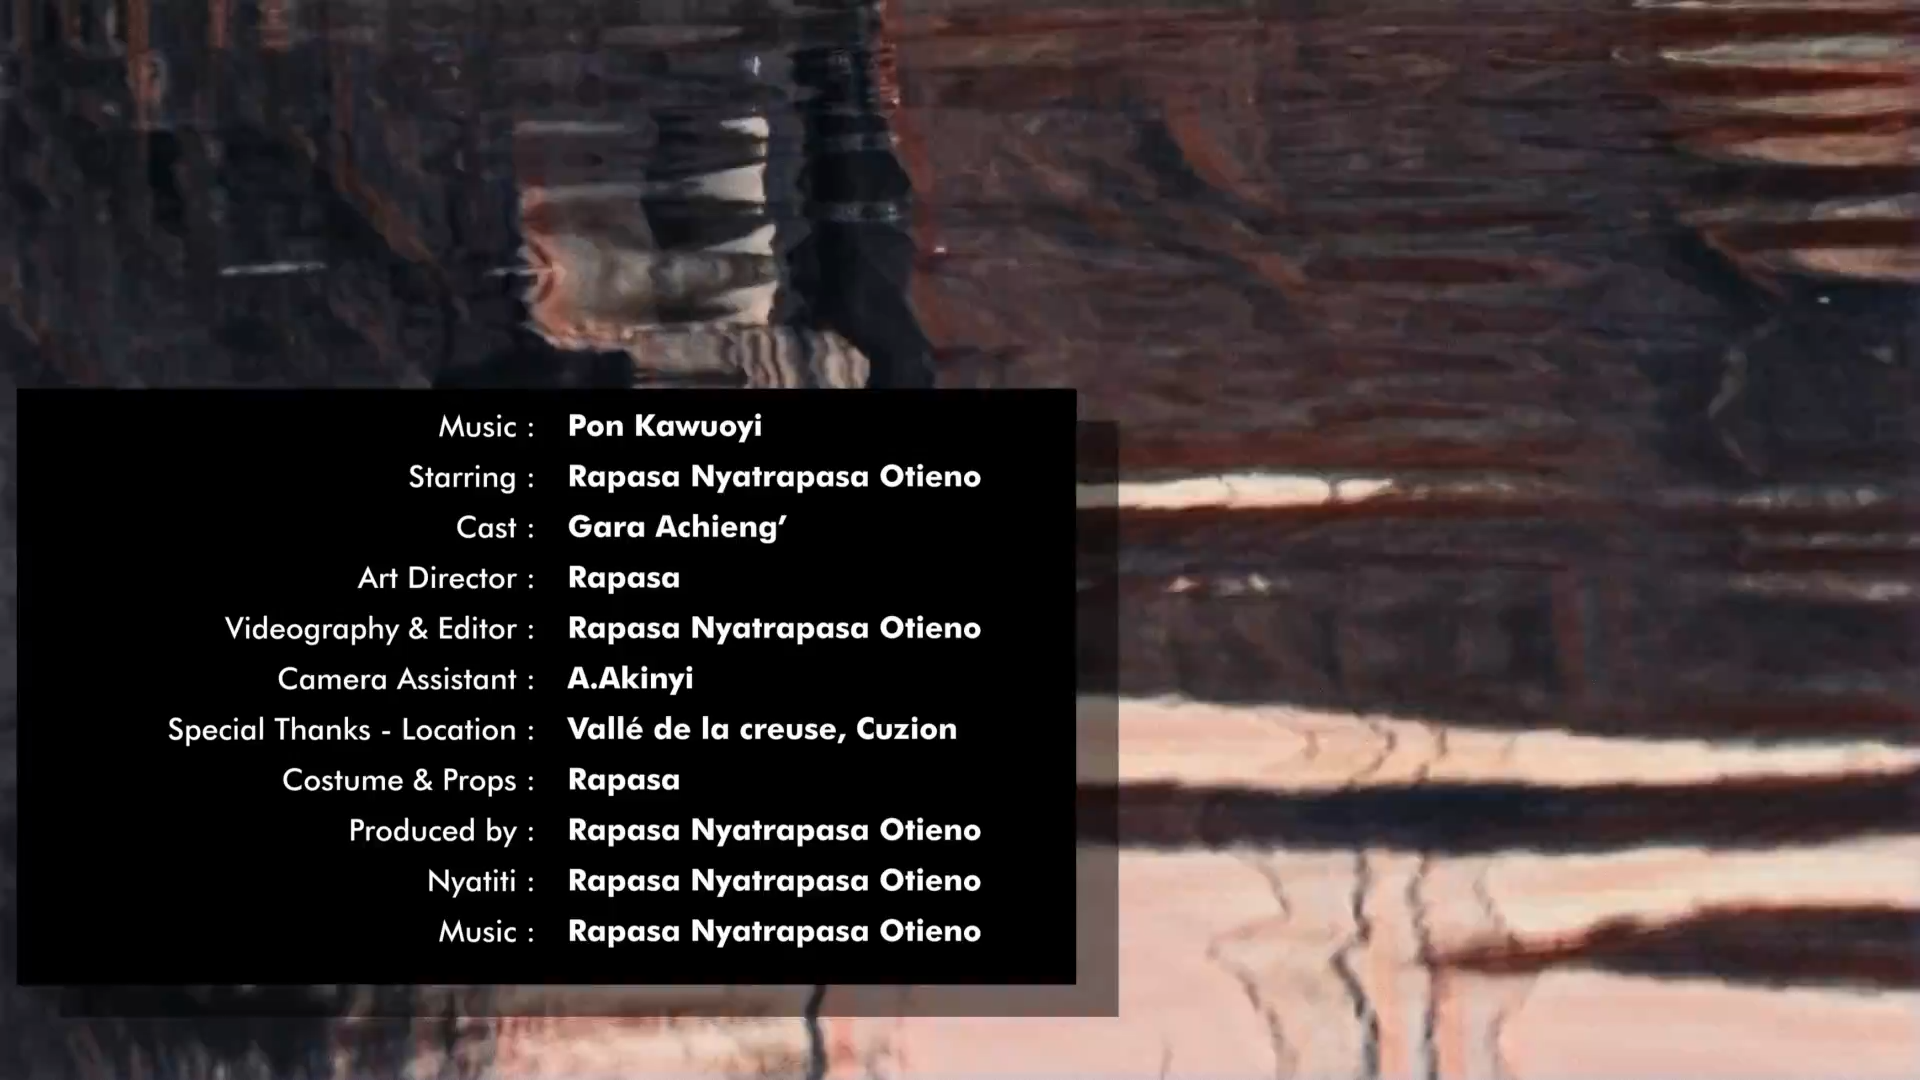 Music : Pon Kawuoyi
Starring : Rapasa Nyatrapasa Otieno
Cast : Gara Achieng’
Art Director : Rapasa
Videography & Editor : Rapasa Nyatrapasa Otieno
Camera Assistant : A.Akinyi
Special Thanks - Location : Vallé de la creuse, Cuzion
Costume & Props : Rapasa
Produced by : Rapasa Nyatrapasa Otieno
Nyatiti : Rapasa Nyatrapasa Otieno
Music : Rapasa Nyatrapasa Otieno